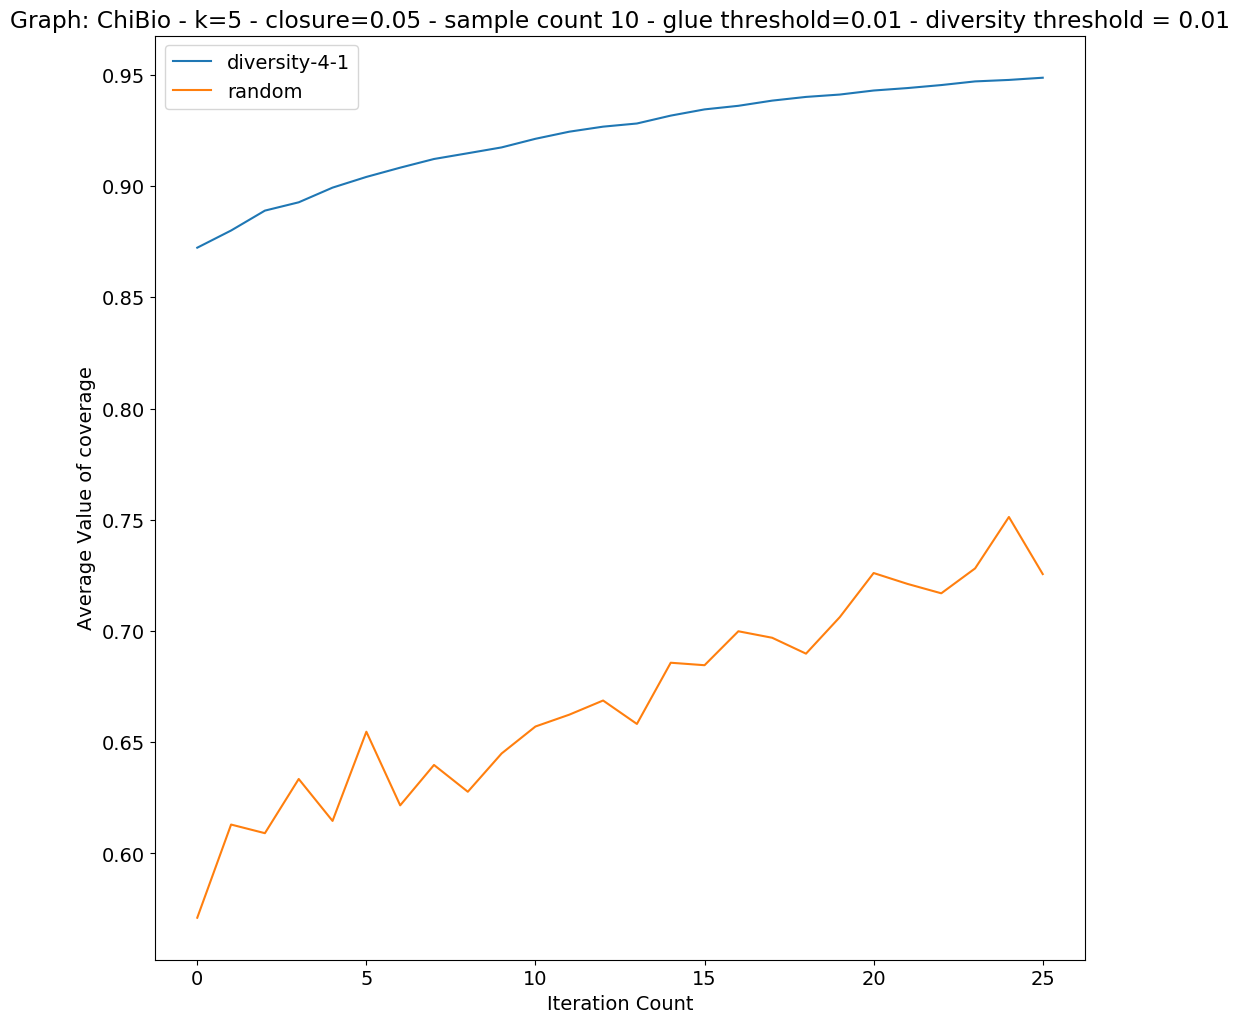 Graph: ChiBio - k=5 - closure=0.05 - sample count 10 - glue threshold=0.01 - diversity threshold = 0.01
diversity-4-1
random
0.95
0.90
0.85
0.80
0.75
0.70
0.65
0.60
Average Value of coverage
0
5
10
15
20
25
Iteration Count